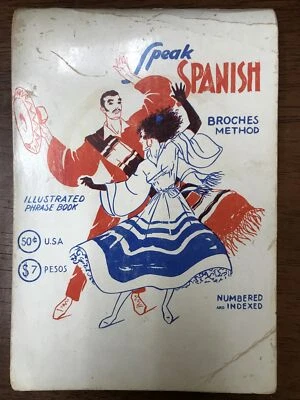 Speak
SPANISH
BROCHES
METHOD
ILLUSTRATED
PHRASE BOOK
50¢ U.S.A
$7 PESOS
NUMBERED
AND INDEXED